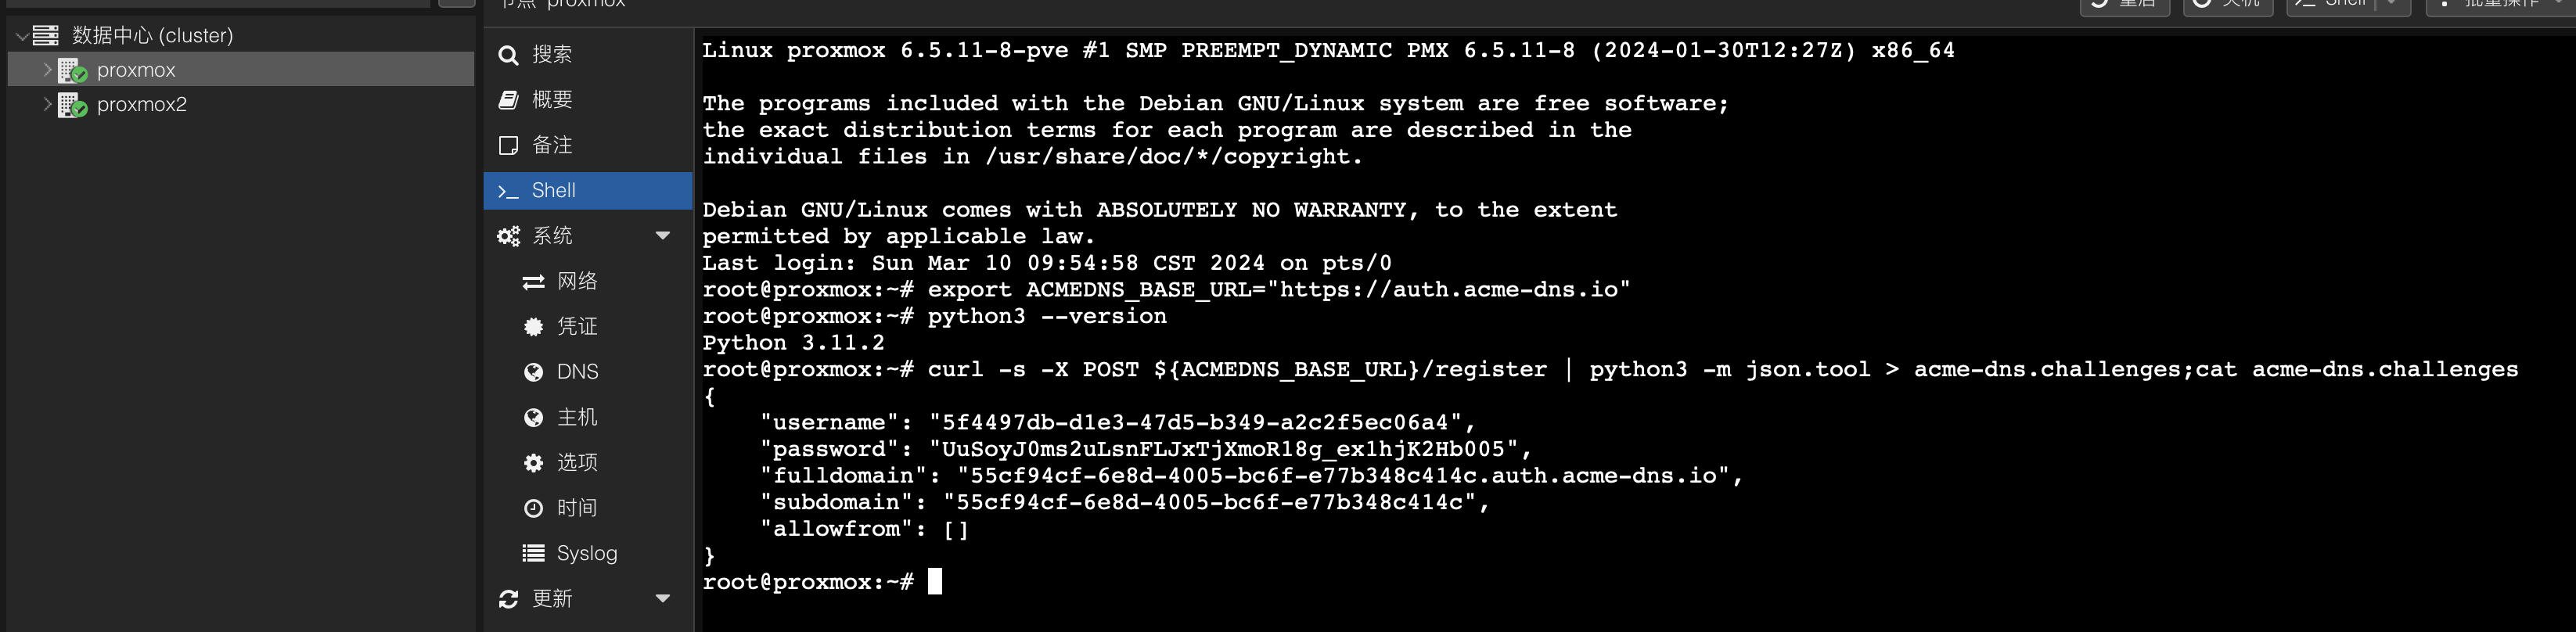 节点 'proxmox'
重启
关机
Shell
批量操作
数据中心 (cluster)
proxmox
proxmox2
搜索
概要
备注
Shell
系统
网络
凭证
DNS
主机
选项
时间
Syslog
更新
Linux proxmox 6.5.11-8-pve #1 SMP PREEMPT_DYNAMIC PMX 6.5.11-8 (2024-01-30T12:27Z) x86_64
The programs included with the Debian GNU/Linux system are free software;
the exact distribution terms for each program are described in the
individual files in /usr/share/doc/*/copyright.
Debian GNU/Linux comes with ABSOLUTELY NO WARRANTY, to the extent
permitted by applicable law.
Last login: Sun Mar 10 09:54:58 CST 2024 on pts/0
root@proxmox:~# export ACMEDNS_BASE_URL="https://auth.acme-dns.io"
root@proxmox:~# python3 --version
Python 3.11.2
root@proxmox:~# curl -s -X POST ${ACMEDNS_BASE_URL}/register | python3 -m json.tool > acme-dns.challenges;cat acme-dns.challenges
{
    "username": "5f4497db-d1e3-47d5-b349-a2c2f5ec06a4",
    "password": "UuSoyJ0ms2uLsnFLJxTjXmoR18g_ex1hjK2Hb005",
    "fulldomain": "55cf94cf-6e8d-4005-bc6f-e77b348c414c.auth.acme-dns.io",
    "subdomain": "55cf94cf-6e8d-4005-bc6f-e77b348c414c",
    "allowfrom": []
}
root@proxmox:~#